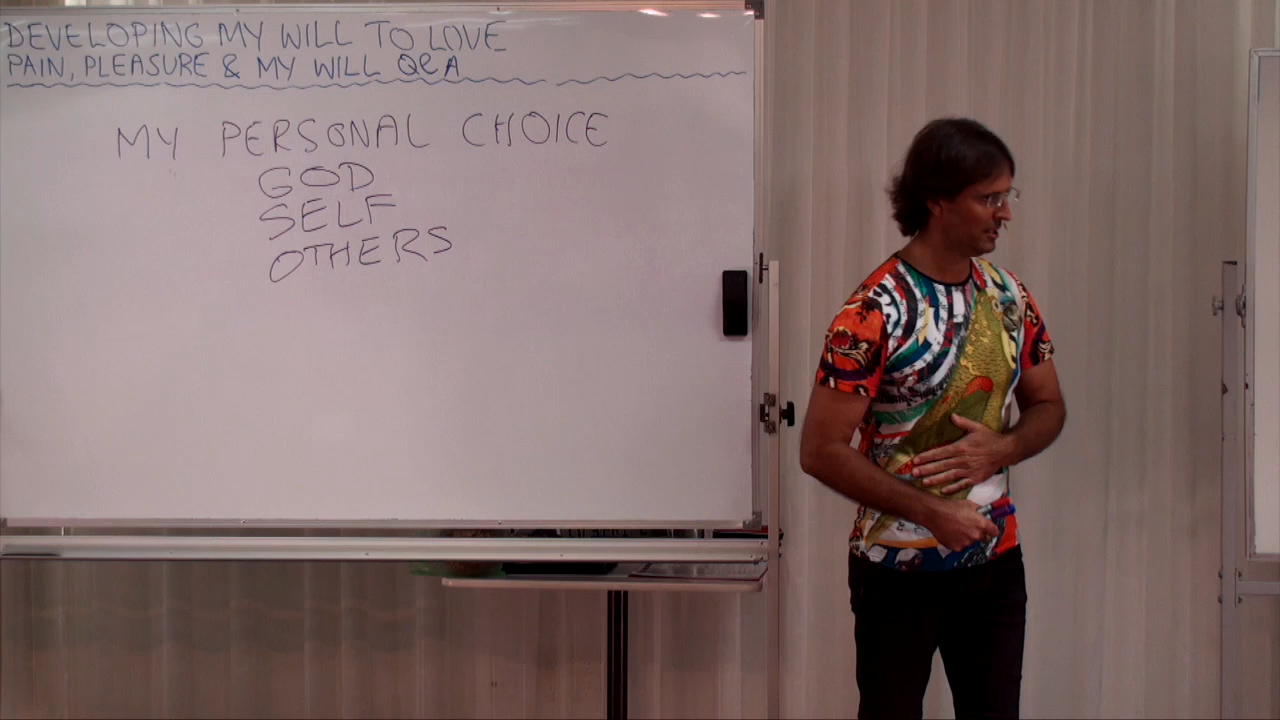 DEVELOPING MY WILL TO LOVE
PAIN, PLEASURE & MY WILL Q&A
MY PERSONAL CHOICE
GOD
SELF
OTHERS